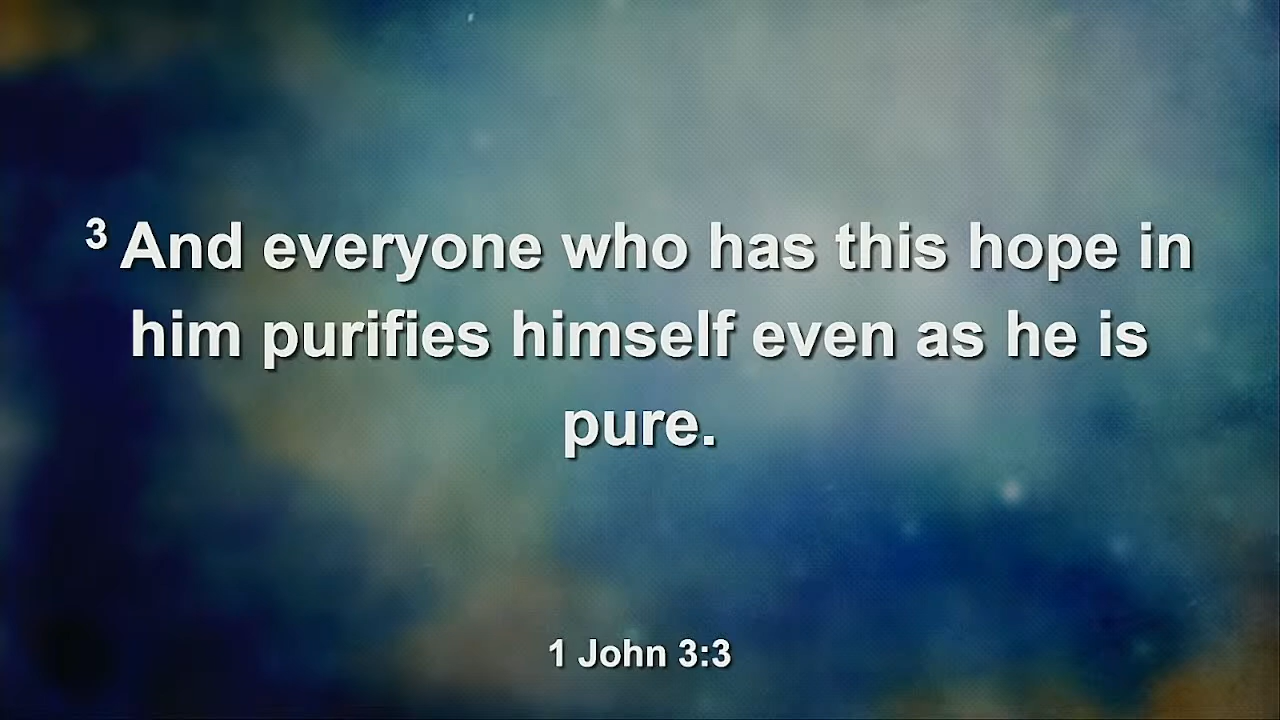 3 And everyone who has this hope in
him purifies himself even as he is
pure.
1 John 3:3